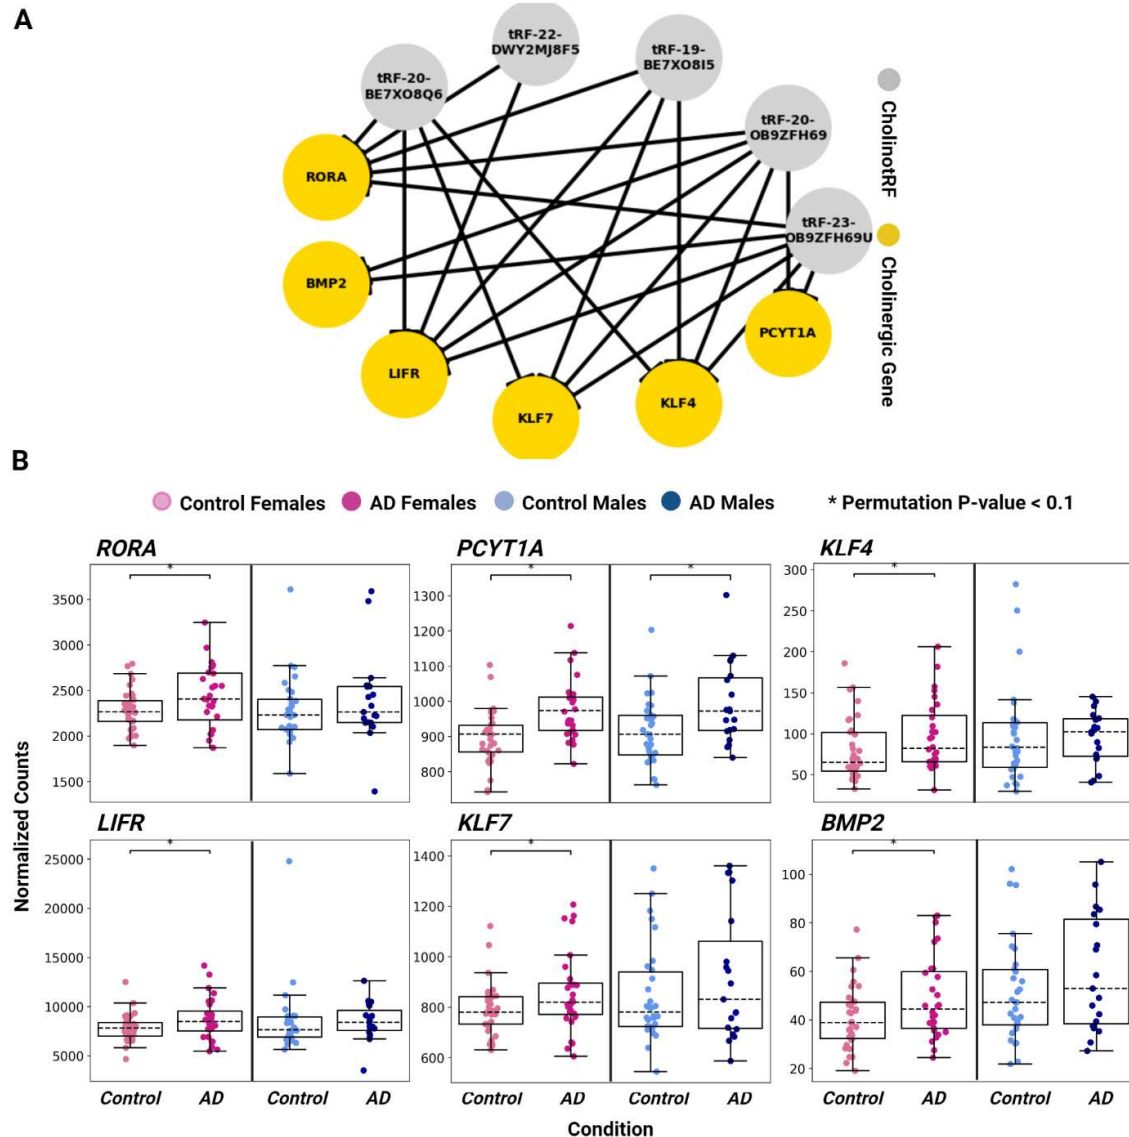 A
tRF-22-
DWY2MJ8F5
tRF-19-
BE7XO8I5
tRF-20-
BE7XO8Q6
tRF-20-
OB9ZFH69
tRF-23-
OB9ZFH69U
RORA
BMP2
LIFR
KLF7
KLF4
PCYT1A
CholinotRF
Cholinergic Gene
B
Control Females
AD Females
Control Males
AD Males
* Permutation P-value < 0.1
RORA
PCYT1A
KLF4
*
*
*
*
3500
3000
2500
2000
1500
1300
1200
1100
1000
900
800
300
250
200
150
100
50
LIFR
KLF7
BMP2
*
*
*
25000
20000
15000
10000
5000
1400
1200
1000
800
600
100
80
60
40
20
Normalized Counts
Control AD Control AD Control AD Control AD Control AD Control AD
Condition